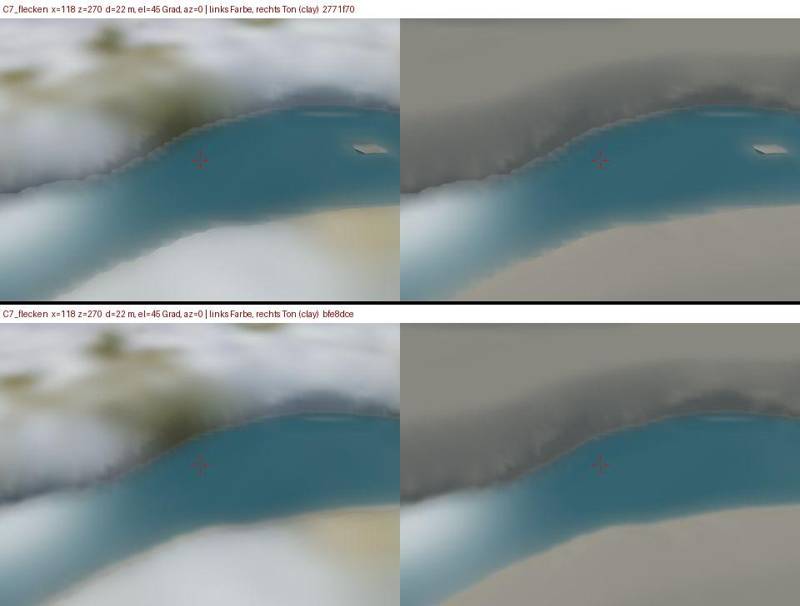 C7_flecken x=118 z=270 d=22 m, el=45 Grad, az=0 | links Farbe, rechts Ton (clay) 2771f70
C7_flecken x=118 z=270 d=22 m, el=45 Grad, az=0 | links Farbe, rechts Ton (clay) bfe8dce